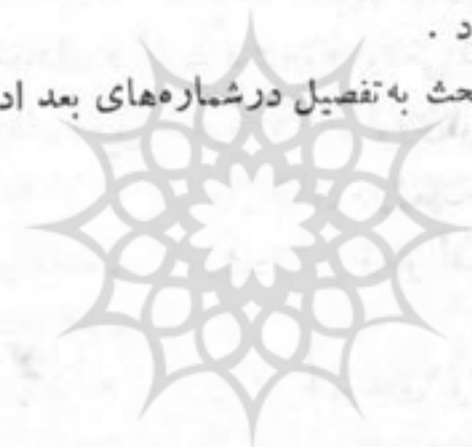 د .
حث به تفصیل درشماره‌های بعد اد